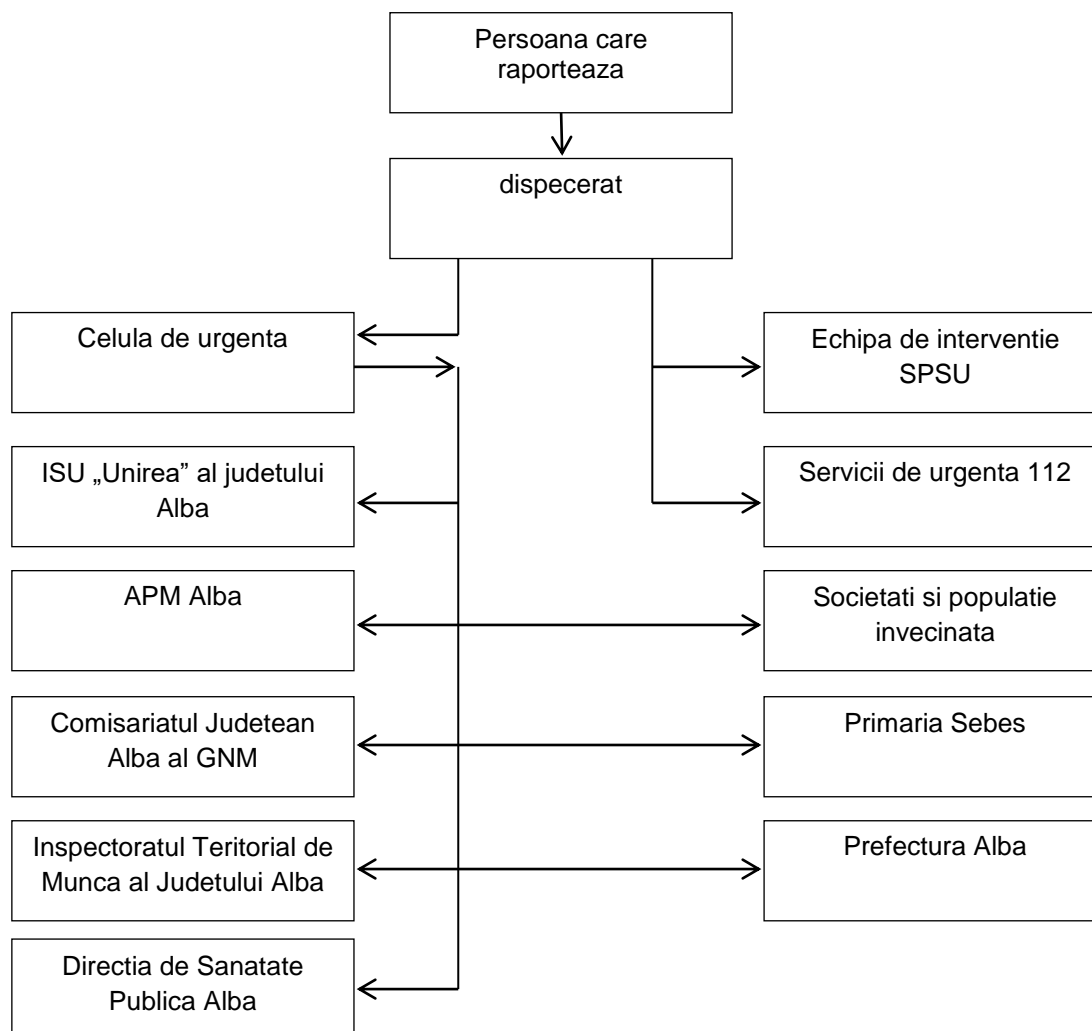 Persoana care
raporteaza
dispecerat
Celula de urgenta
Echipa de interventie
SPSU
ISU „Unirea” al judetului
Alba
Servicii de urgenta 112
APM Alba
Societati si populatie
invecinata
Comisariatul Judetean
Alba al GNM
Primaria Sebes
Inspectoratul Teritorial de
Munca al Judetului Alba
Prefectura Alba
Directia de Sanatate
Publica Alba